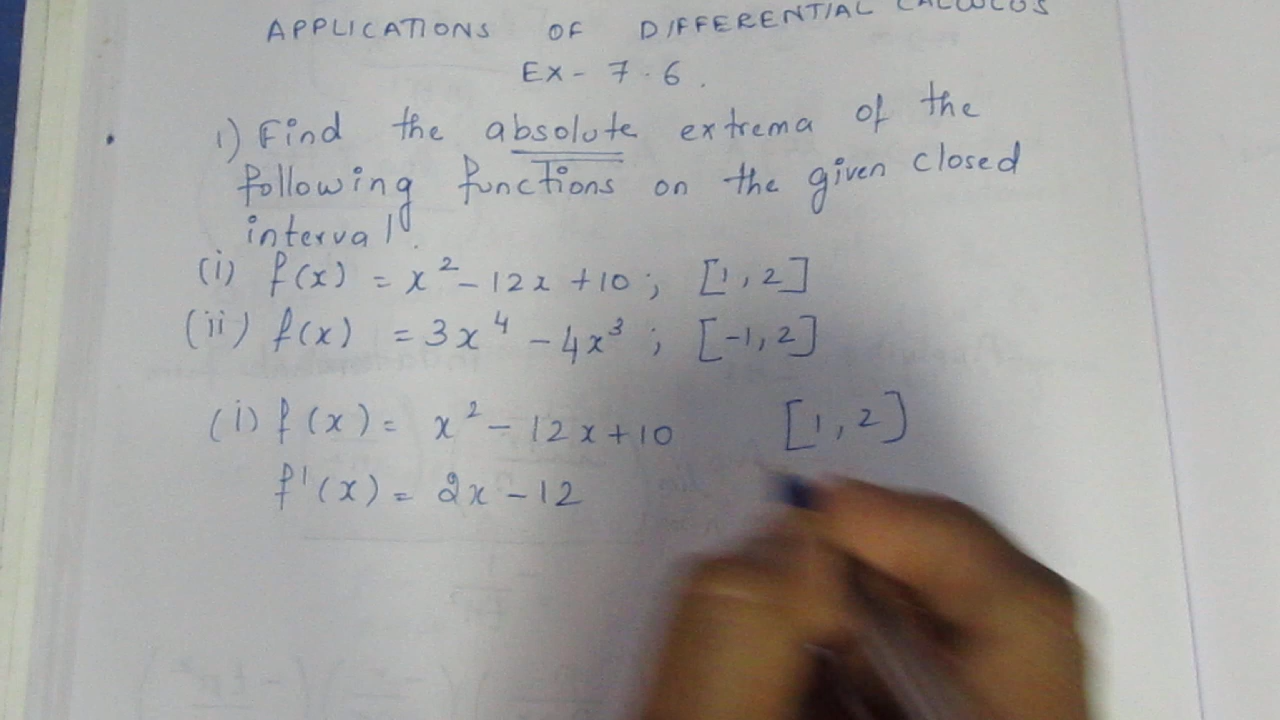 APPLICATIONS OF DIFFERENTIAL CALCULUS
EX - 7.6.
1) Find the absolute extrema of the
following functions on the given closed
interval.
(i) f(x) = x² - 12x + 10 ; [1, 2]
(ii) f(x) = 3x⁴ - 4x³ ; [-1, 2]
(i) f(x) = x² - 12x + 10 [1, 2]
f'(x) = 2x - 12